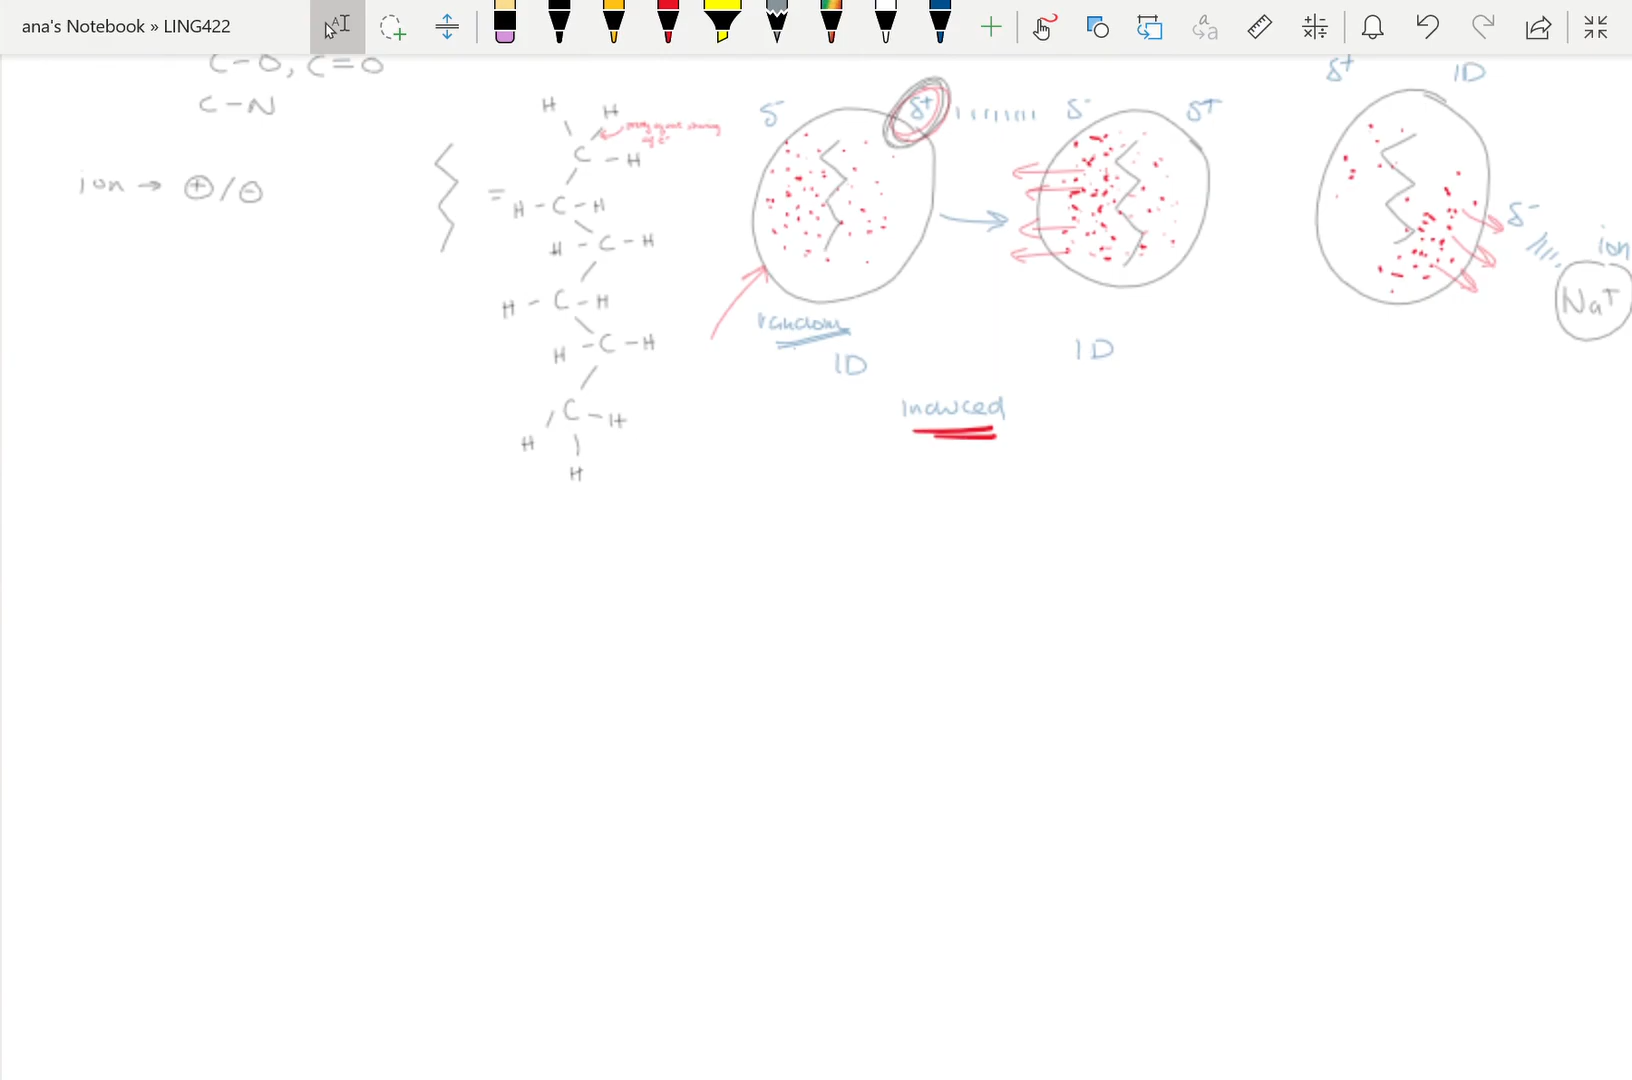 ana's Notebook » LING422
C-O, C=O
C-N
ion → ⊕/⊖
=
H H
C-H
H-C-H
H-C-H
H-C-H
H-C-H
C-H
H
H
δ- δ+ δ- δ+
random
ID
ID
Induced
δ+ ID
δ-
ion
Na+